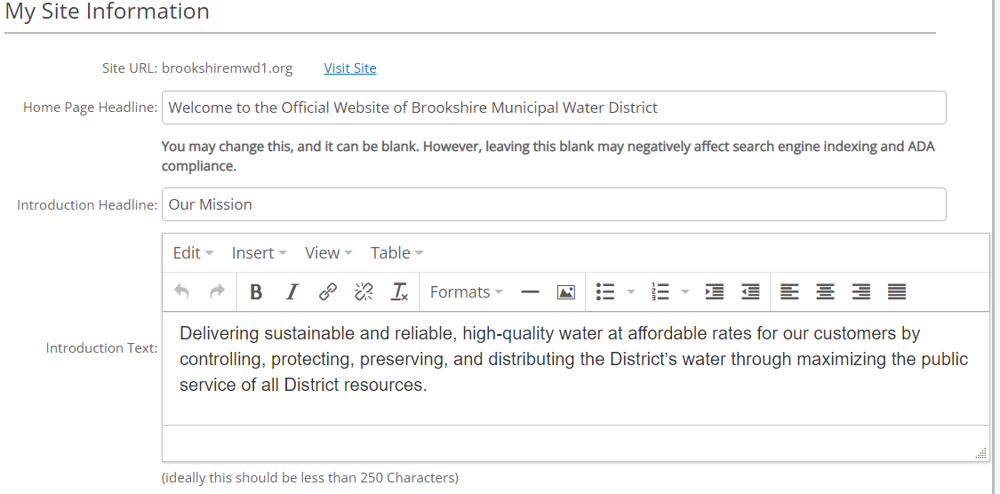 My Site Information
Site URL: brookshiremwd1.org Visit Site
Home Page Headline: Welcome to the Official Website of Brookshire Municipal Water District
You may change this, and it can be blank. However, leaving this blank may negatively affect search engine indexing and ADA
compliance.
Introduction Headline: Our Mission
Edit Insert View Table
B I Tx Formats
Delivering sustainable and reliable, high-quality water at affordable rates for our customers by
Introduction Text:
controlling, protecting, preserving, and distributing the District’s water through maximizing the public
service of all District resources.
(ideally this should be less than 250 Characters)